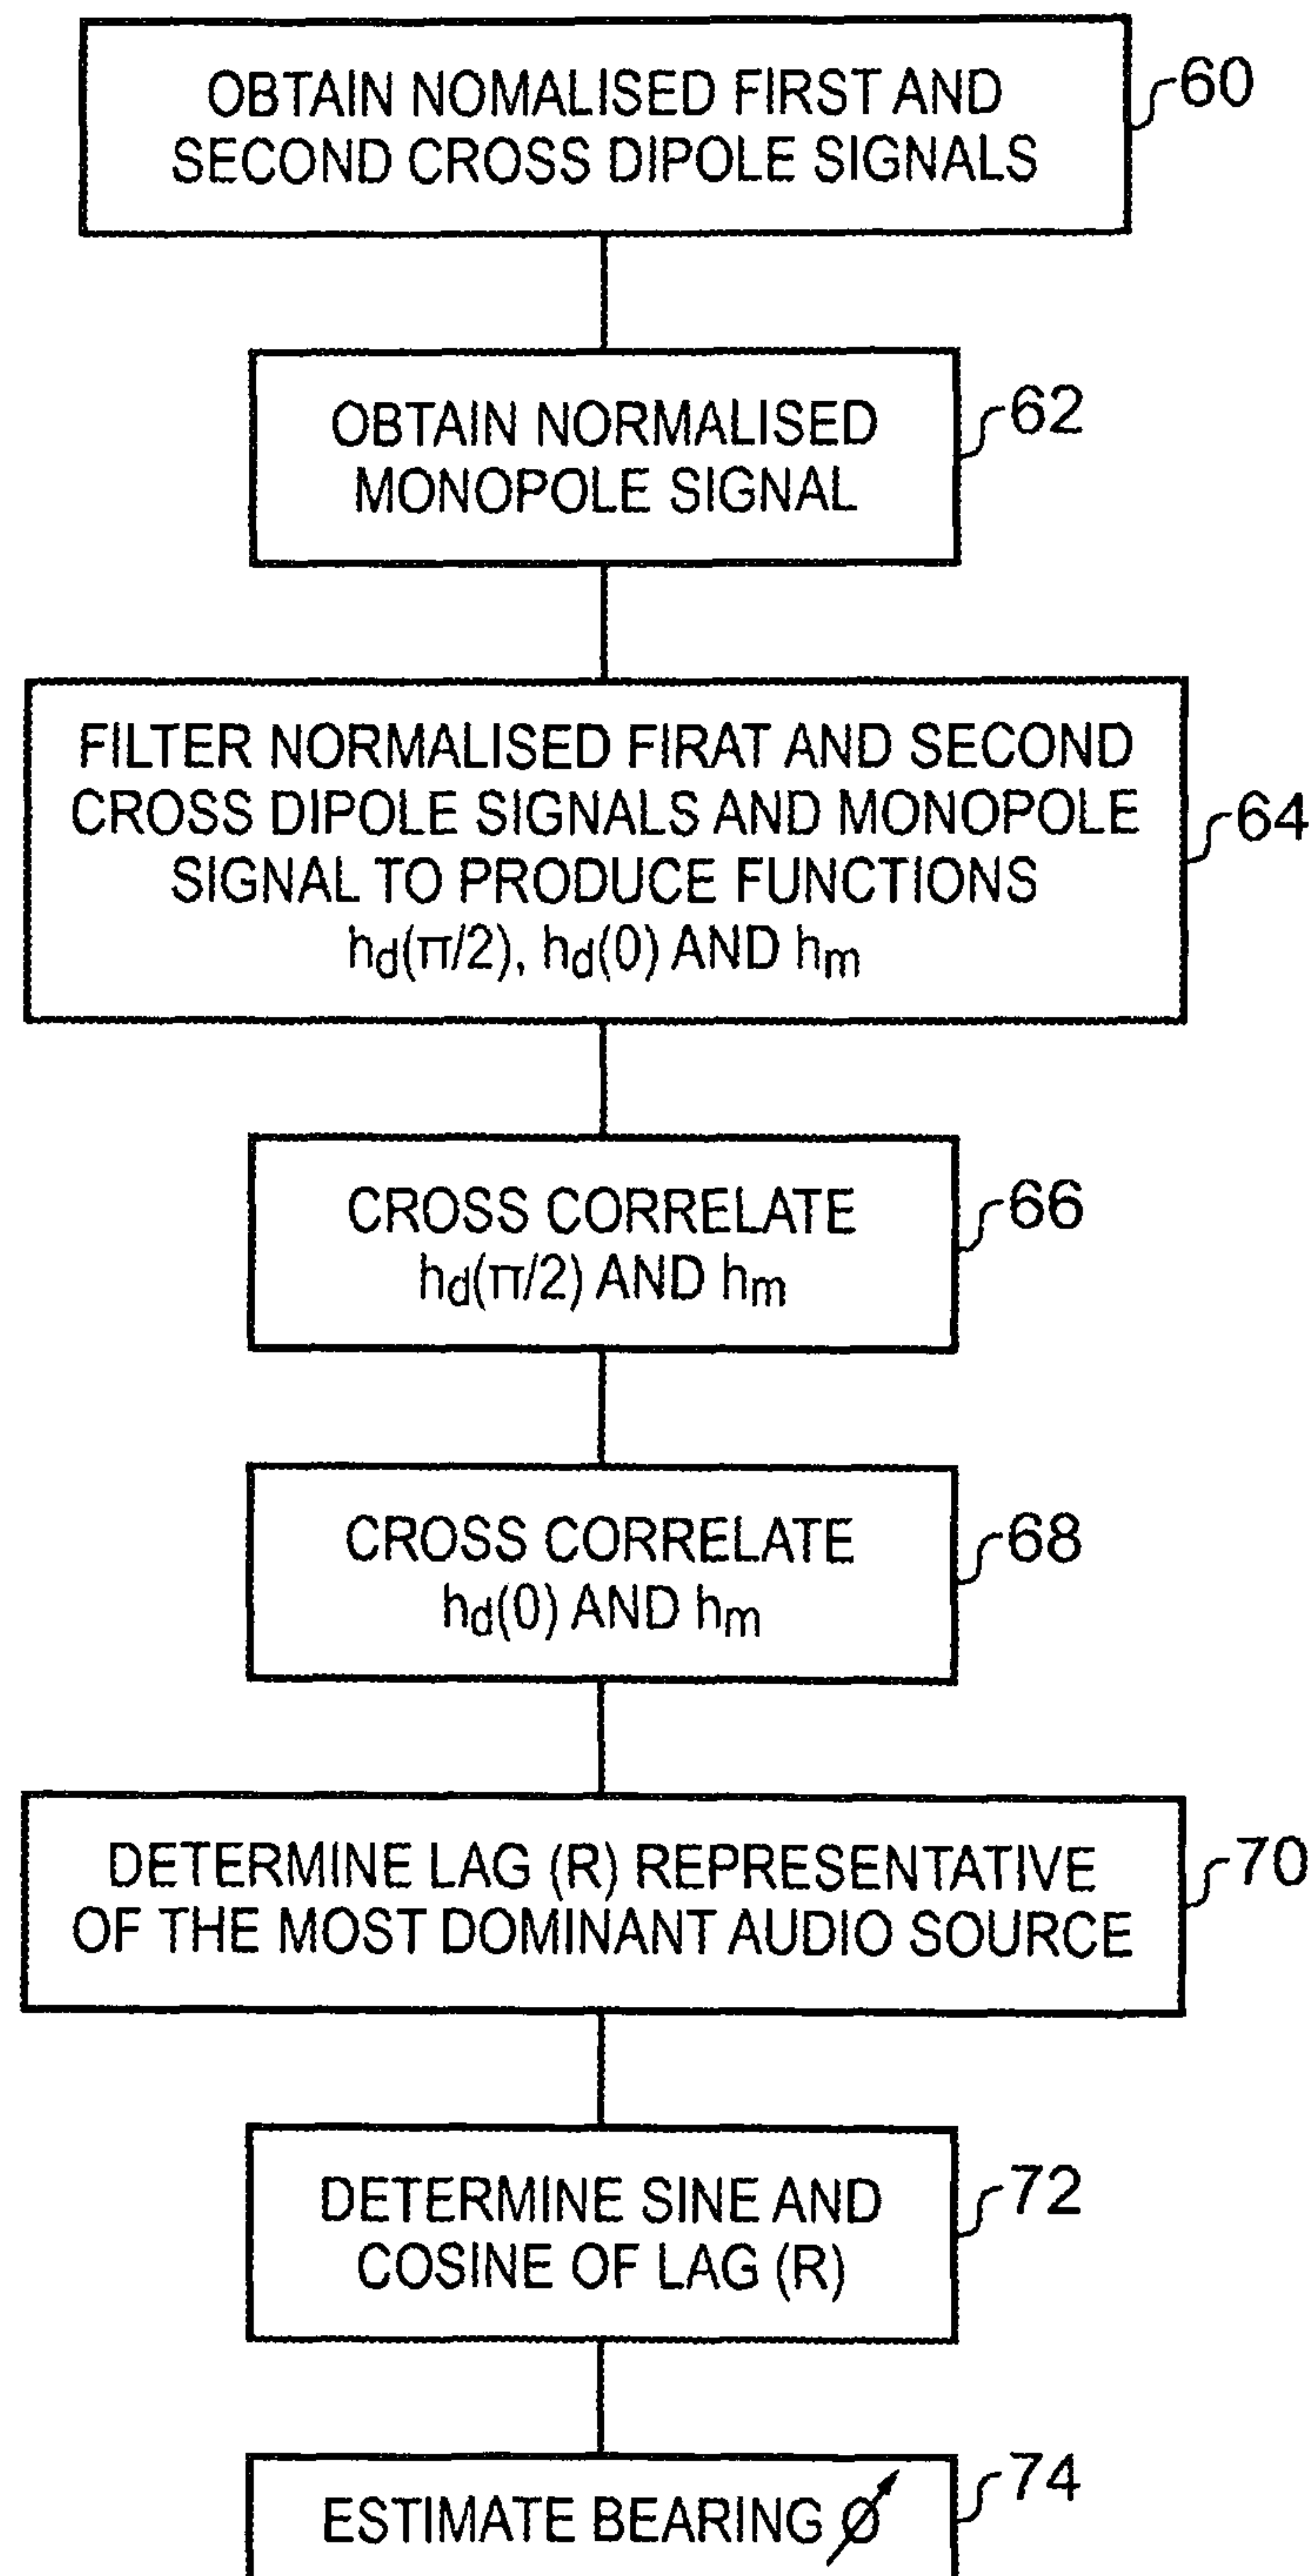 OBTAIN NOMALISED FIRST AND
SECOND CROSS DIPOLE SIGNALS
60
OBTAIN NORMALISED
MONOPOLE SIGNAL
62
FILTER NORMALISED FIRAT AND SECOND
CROSS DIPOLE SIGNALS AND MONOPOLE
SIGNAL TO PRODUCE FUNCTIONS
hd(π/2), hd(0) AND hm
64
CROSS CORRELATE
hd(π/2) AND hm
66
CROSS CORRELATE
hd(0) AND hm
68
DETERMINE LAG (R) REPRESENTATIVE
OF THE MOST DOMINANT AUDIO SOURCE
70
DETERMINE SINE AND
COSINE OF LAG (R)
72
ESTIMATE BEARING Ø
74